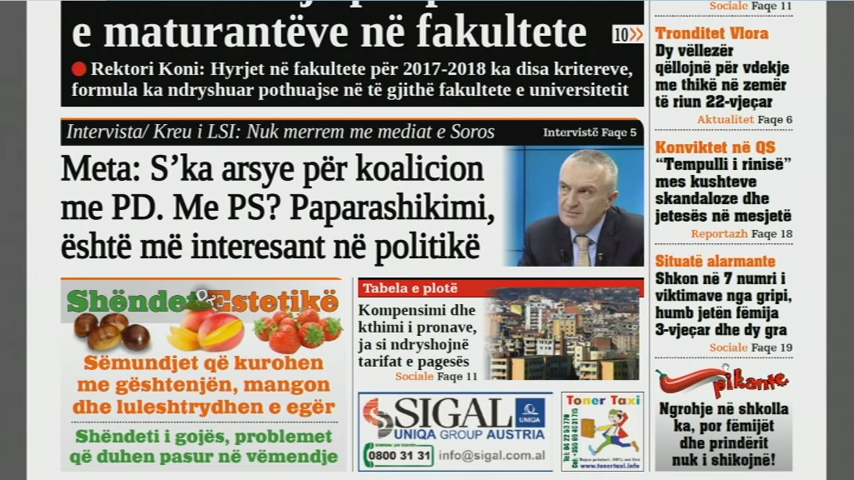 e maturantëve në fakultete
10
Rektori Koni: Hyrjet në fakultete për 2017-2018 ka disa kritereve,
formula ka ndryshuar pothuajse në të gjithë fakultete e universitetit
Intervista/ Kreu i LSI: Nuk merrem me mediat e Soros
Intervistë Faqe 5
Meta: S'ka arsye për koalicion
me PD. Me PS? Paparashikimi,
është më interesant në politikë
Shëndet & Estetikë
Sëmundjet që kurohen
me gështenjën, mangon
dhe luleshtrydhen e egër
Shëndeti i gojës, problemet
që duhen pasur në vëmendje
Tabela e plotë
Kompensimi dhe
kthimi i pronave,
ja si ndryshojnë
tarifat e pagesës
Sociale Faqe 11
SIGAL
UNIQA
UNIQA GROUP AUSTRIA
0800 31 31
info@sigal.com.al
Toner Taxi
www.tonertaxi.info
Sociale Faqe 11
Tronditet Vlora
Dy vëllezër
qëllojnë për vdekje
me thikë në zemër
të riun 22-vjeçar
Aktualitet Faqe 6
Konviktet në QS
“Tempulli i rinisë”
mes kushteve
skandaloze dhe
jetesës në mesjetë
Reportazh Faqe 18
Situatë alarmante
Shkon në 7 numri i
viktimave nga gripi,
humb jetën fëmija
3-vjeçar dhe dy gra
Sociale Faqe 19
pikante
Ngrohje në shkolla
ka, por fëmijët
dhe prindërit
nuk i shikojnë!